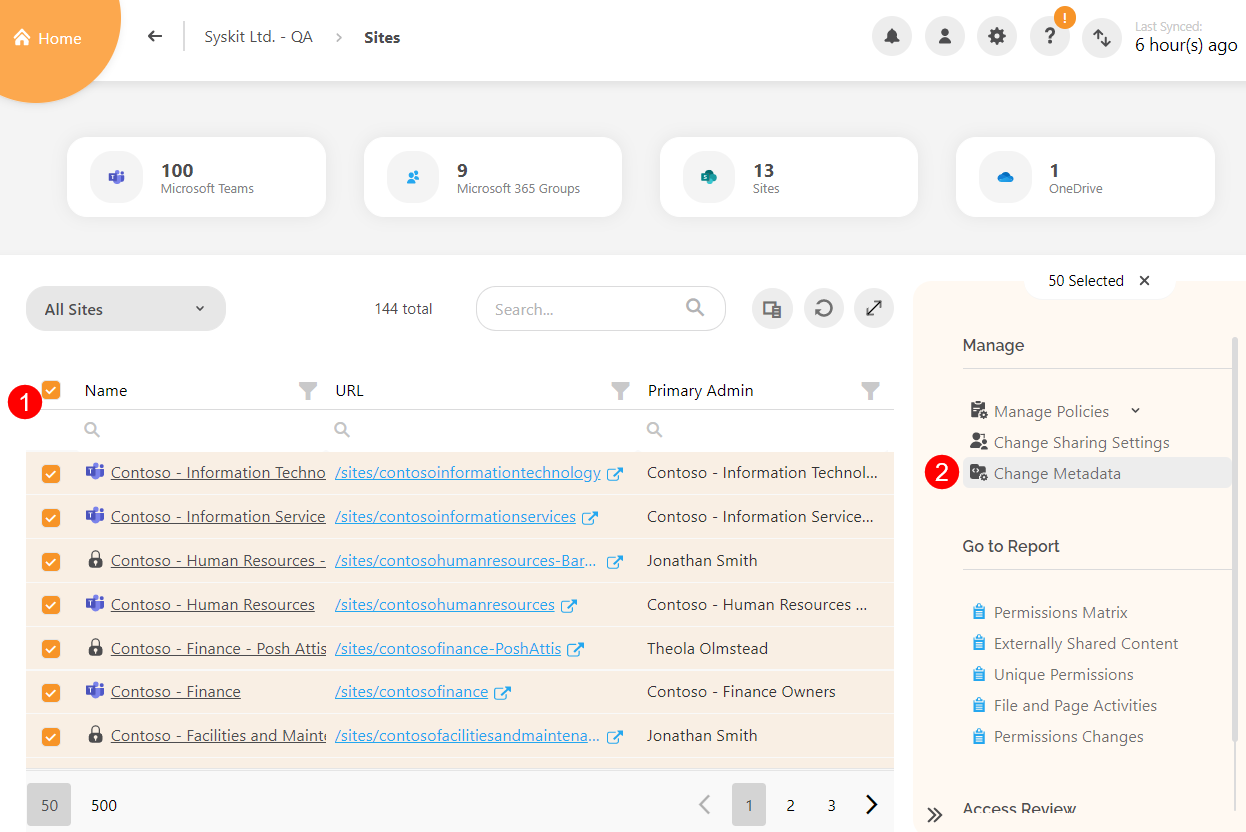 Home
Syskit Ltd. - QA > Sites
!
?
Last Synced:
6 hour(s) ago
100
Microsoft Teams
9
Microsoft 365 Groups
13
Sites
1
OneDrive
All Sites
144 total
Search...
50 Selected
1
Name
URL
Primary Admin
Contoso - Information Techno /sites/contosoinformationtechnology Contoso - Information Technol...
Contoso - Information Service /sites/contosoinformationservices Contoso - Information Service...
Contoso - Human Resources - /sites/contosohumanresources-Bar... Jonathan Smith
Contoso - Human Resources /sites/contosohumanresources Contoso - Human Resources ...
Contoso - Finance - Posh Attis /sites/contosofinance-PoshAttis Theola Olmstead
Contoso - Finance /sites/contosofinance Contoso - Finance Owners
Contoso - Facilities and Mainte /sites/contosofacilitiesandmaintena... Jonathan Smith
50 500
1 2 3
Manage
Manage Policies
Change Sharing Settings
2
Change Metadata
Go to Report
Permissions Matrix
Externally Shared Content
Unique Permissions
File and Page Activities
Permissions Changes
Access Review